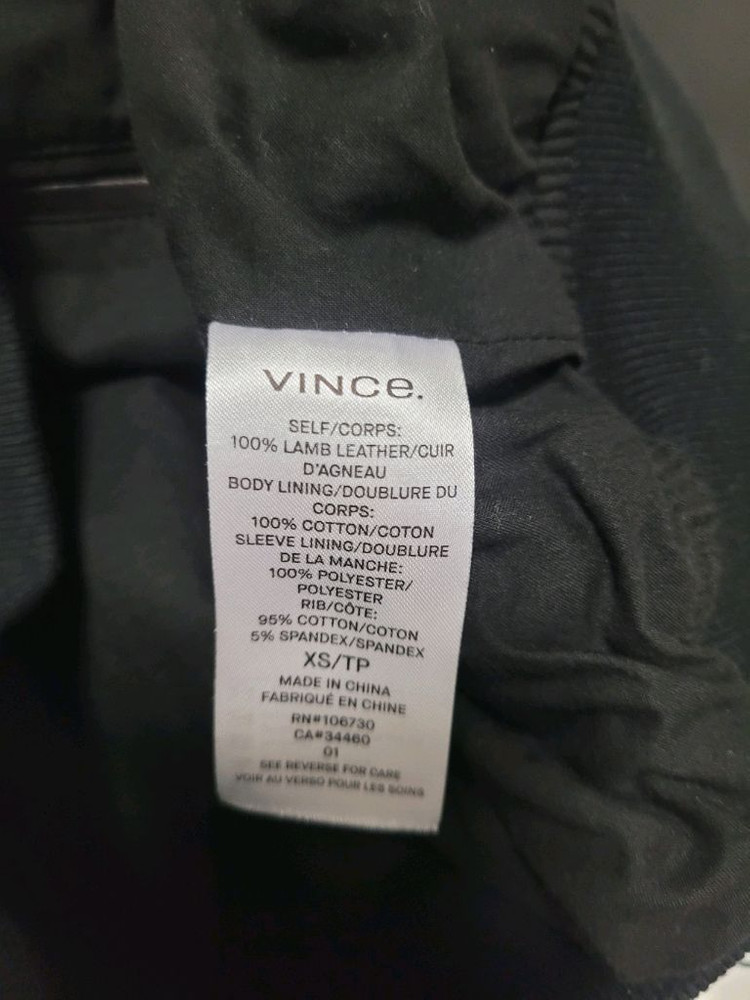 VINCE.
SELF/CORPS:
100% LAMB LEATHER/CUIR
D'AGNEAU
BODY LINING/DOUBLURE DU
CORPS:
100% COTTON/COTON
SLEEVE LINING/DOUBLURE
DE LA MANCHE:
100% POLYESTER/
POLYESTER
RIB/CÔTE:
95% COTTON/COTON
5% SPANDEX/SPANDEX
XS/TP
MADE IN CHINA
FABRIQUÉ EN CHINE
RN#106730
CA#34460
01
SEE REVERSE FOR CARE
VOIR AU VERSO POUR LES SOINS